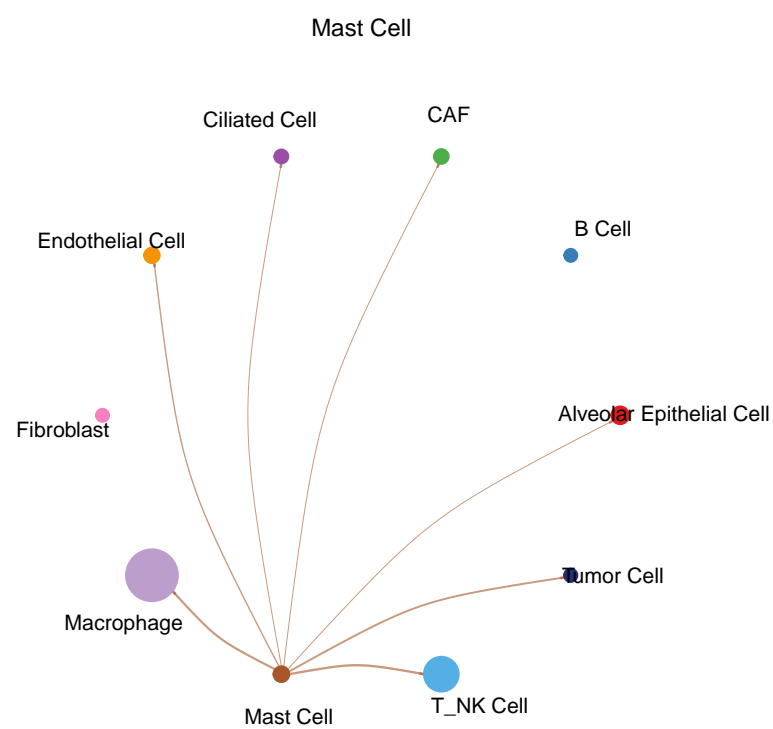 Mast Cell
CAF
Ciliated Cell
B Cell
Endothelial Cell
Alveolar Epithelial Cell
Fibroblast
Tumor Cell
Macrophage
T_NK Cell
Mast Cell